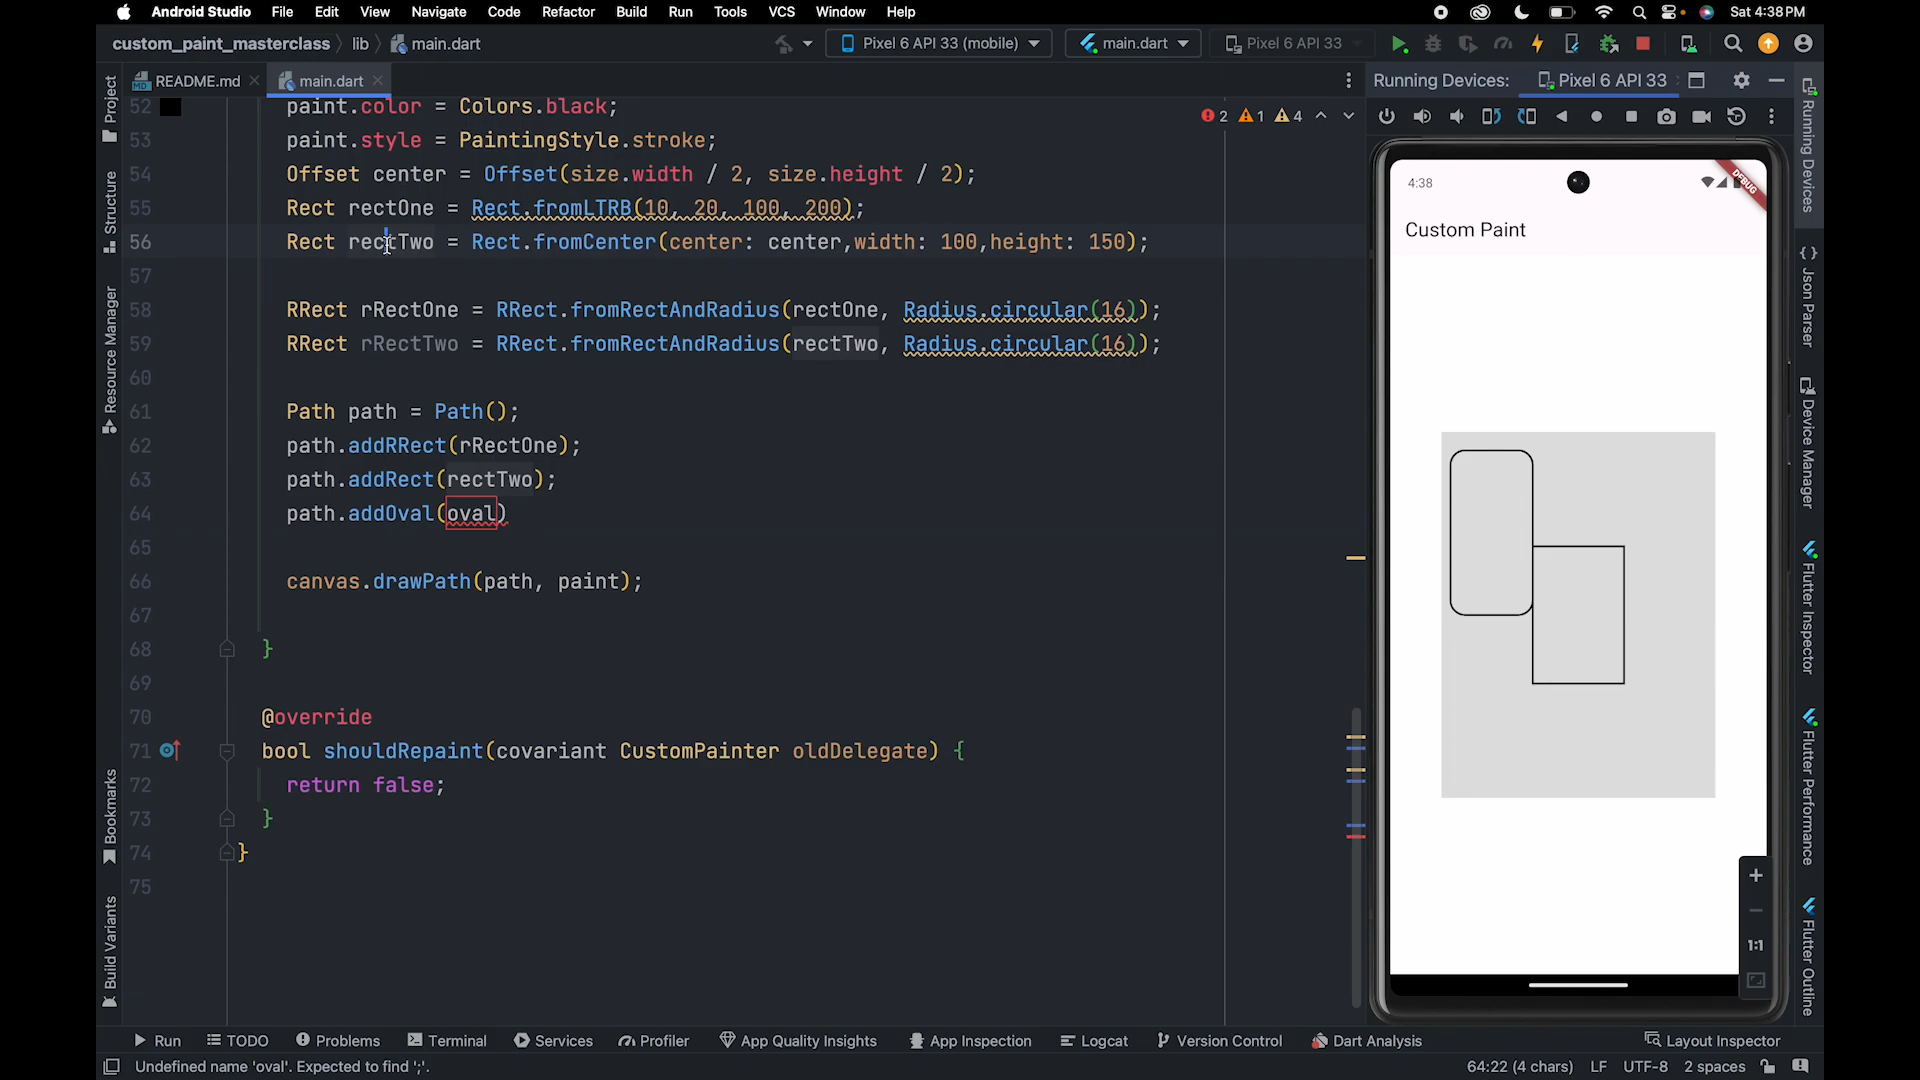 Android Studio File Edit View Navigate Code Refactor Build Run Tools VCS Window Help Sat 4:38 PM
custom_paint_masterclass lib main.dart Pixel 6 API 33 (mobile) main.dart Pixel 6 API 33
README.md main.dart Running Devices: Pixel 6 API 33
Project
Structure
Resource Manager
Bookmarks
Build Variants
52 paint.color = Colors.black;
53 paint.style = PaintingStyle.stroke;
54 Offset center = Offset(size.width / 2, size.height / 2);
55 Rect rectOne = Rect.fromLTRB(10, 20, 100, 200);
56 Rect rectTwo = Rect.fromCenter(center: center,width: 100,height: 150);
57
58 RRect rRectOne = RRect.fromRectAndRadius(rectOne, Radius.circular(16));
59 RRect rRectTwo = RRect.fromRectAndRadius(rectTwo, Radius.circular(16));
60
61 Path path = Path();
62 path.addRRect(rRectOne);
63 path.addRect(rectTwo);
64 path.addOval(oval)
65
66 canvas.drawPath(path, paint);
67
68 }
69
70 @override
71 bool shouldRepaint(covariant CustomPainter oldDelegate) {
72 return false;
73 }
74 }
75
2 1 4
4:38
DEBUG
Custom Paint
1:1
Running Devices
{} Json Parser
Device Manager
Flutter Inspector
Flutter Performance
Flutter Outline
Run TODO Problems Terminal Services Profiler App Quality Insights App Inspection Logcat Version Control Dart Analysis Layout Inspector
Undefined name 'oval'. Expected to find ';'. 64:22 (4 chars) LF UTF-8 2 spaces